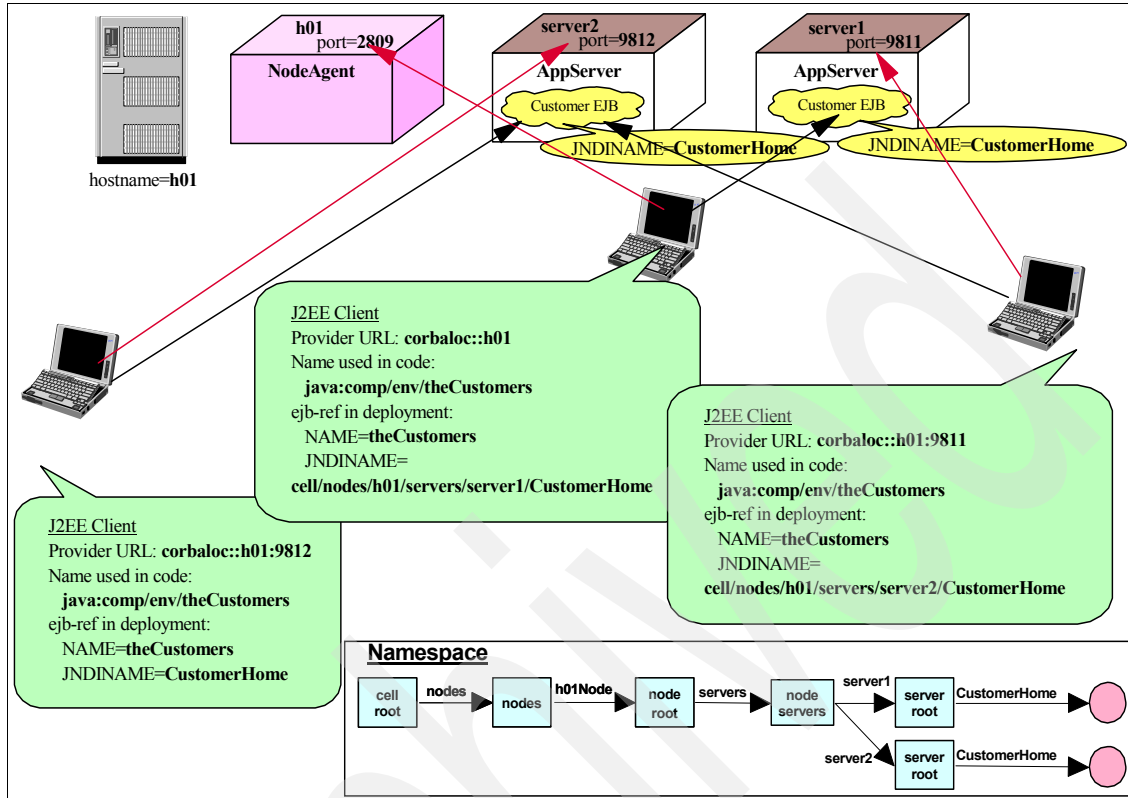 h01
port=2809
NodeAgent
server2
port=9812
AppServer
Customer EJB
JNDINAME=CustomerHome
server1
port=9811
AppServer
Customer EJB
JNDINAME=CustomerHome
hostname=h01
J2EE Client
Provider URL: corbaloc::h01
Name used in code:
java:comp/env/theCustomers
ejb-ref in deployment:
NAME=theCustomers
JNDINAME=
cell/nodes/h01/servers/server1/CustomerHome
J2EE Client
Provider URL: corbaloc::h01:9811
Name used in code:
java:comp/env/theCustomers
ejb-ref in deployment:
NAME=theCustomers
JNDINAME=
cell/nodes/h01/servers/server2/CustomerHome
J2EE Client
Provider URL: corbaloc::h01:9812
Name used in code:
java:comp/env/theCustomers
ejb-ref in deployment:
NAME=theCustomers
JNDINAME=CustomerHome
Namespace
cell
root
nodes
nodes
h01Node
node
root
servers
node
servers
server1
server
root
CustomerHome
server2
server
root
CustomerHome